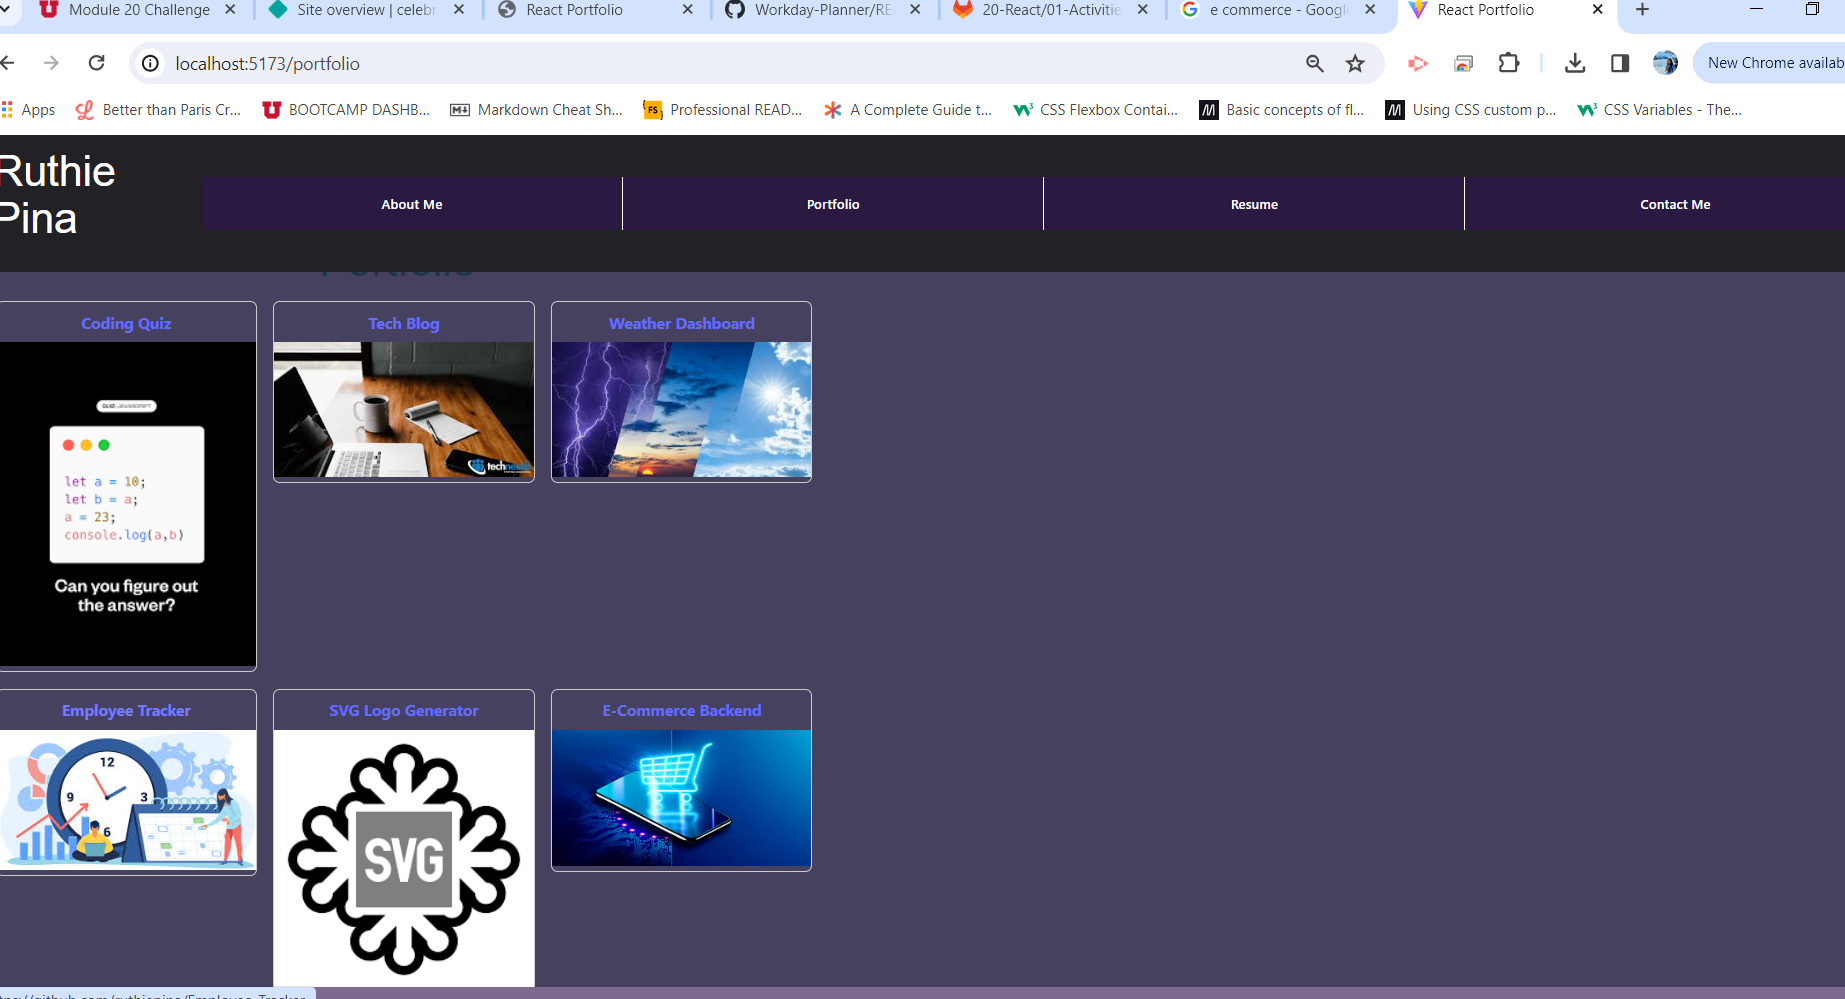 Module 20 Challenge
Site overview | celebr
React Portfolio
Workday-Planner/RE
20-React/01-Activitie
e commerce - Google
React Portfolio
localhost:5173/portfolio
New Chrome availab
Apps
Better than Paris Cr...
BOOTCAMP DASHB...
Markdown Cheat Sh...
FS
Professional READ...
A Complete Guide t...
CSS Flexbox Contai...
Basic concepts of fl...
Using CSS custom p...
CSS Variables - The...
Ruthie
Pina
About Me
Portfolio
Resume
Contact Me
Portfolio
Coding Quiz
Tech Blog
Weather Dashboard
let a = 10;
let b = a;
a = 23;
console.log(a,b)
Can you figure out
the answer?
Employee Tracker
SVG Logo Generator
E-Commerce Backend
12
9
3
6
SVG